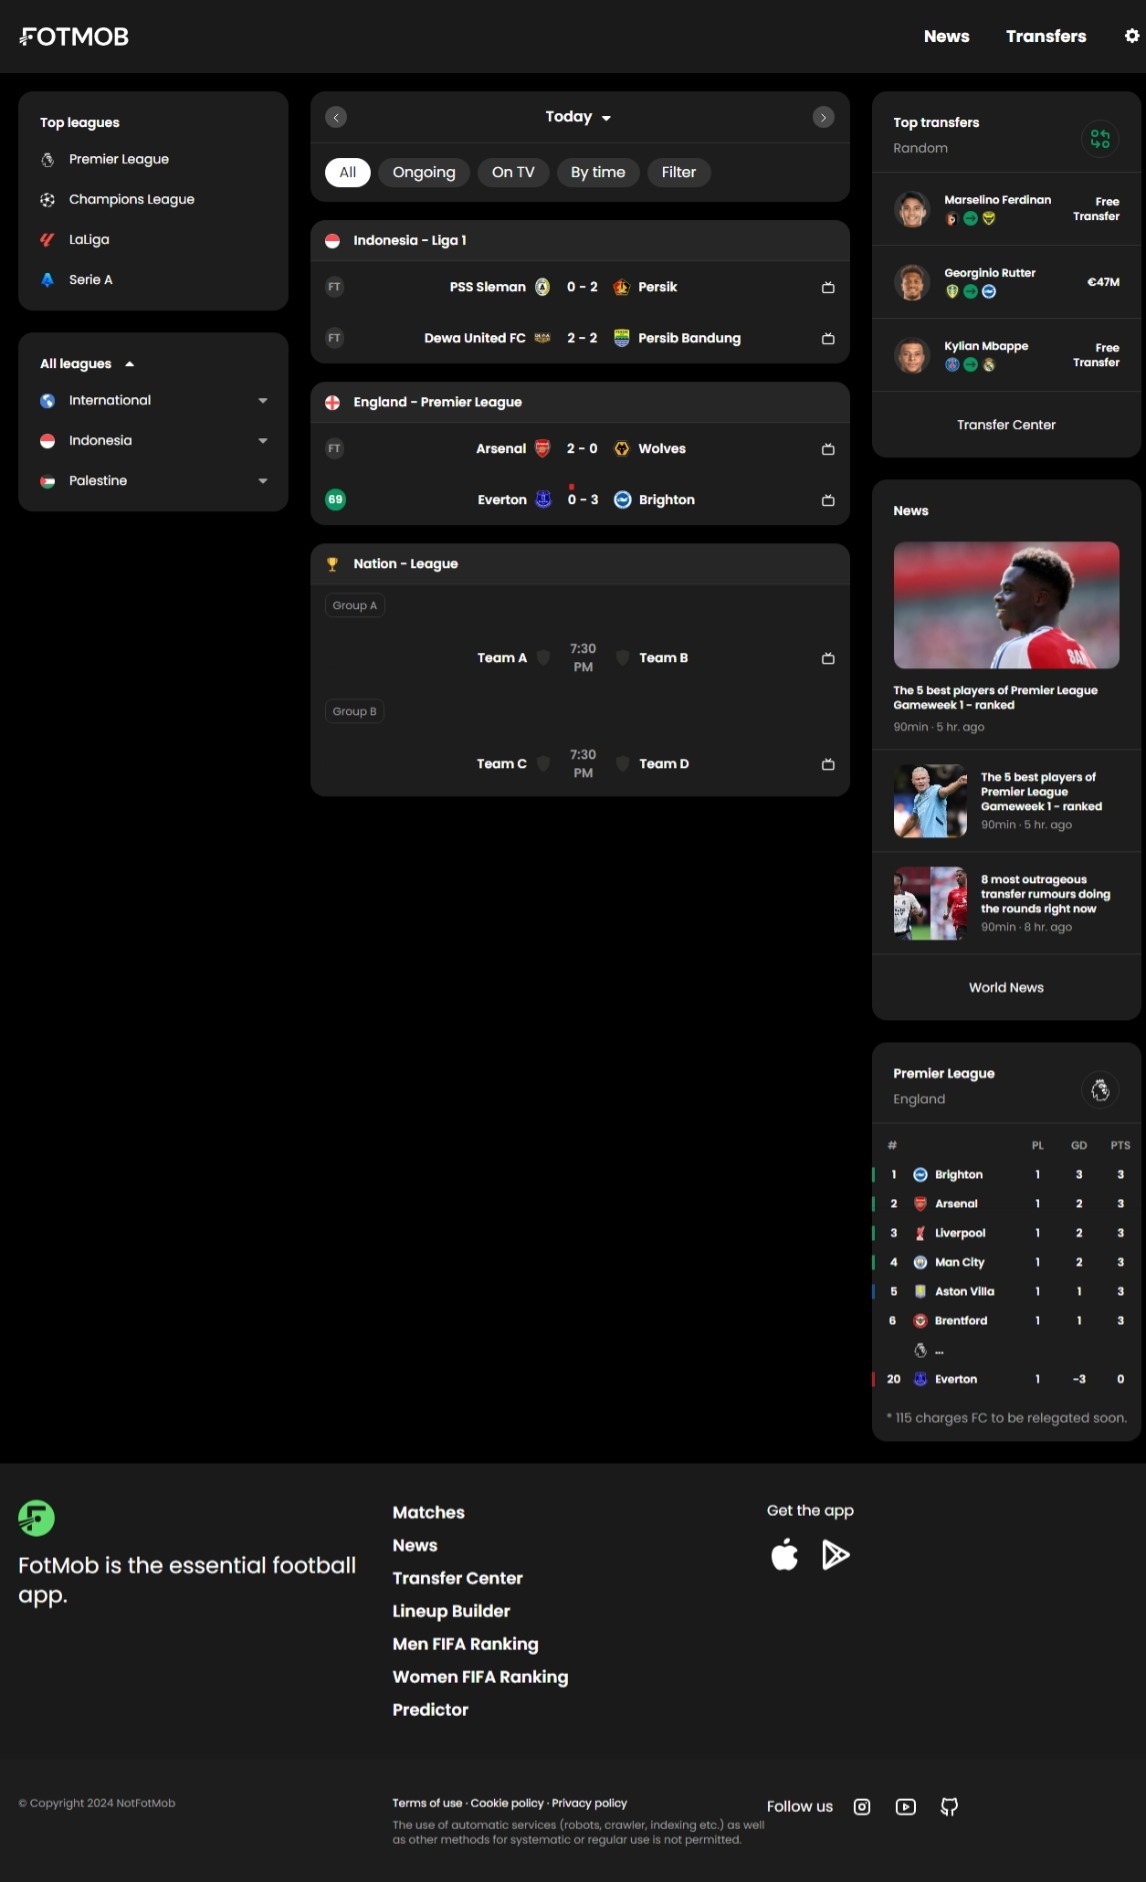 FOTMOB
News
Transfers
Top leagues
Premier League
Champions League
LaLiga
Serie A
All leagues
International
Indonesia
Palestine
Today
All
Ongoing
On TV
By time
Filter
Indonesia - Liga 1
FT PSS Sleman 0 - 2 Persik
FT Dewa United FC 2 - 2 Persib Bandung
England - Premier League
FT Arsenal 2 - 0 Wolves
69 Everton 0 - 3 Brighton
Nation - League
Group A
Team A 7:30 PM Team B
Group B
Team C 7:30 PM Team D
Top transfers
Random
Marselino Ferdinan
Free
Transfer
Georginio Rutter
€47M
Kylian Mbappe
Free
Transfer
Transfer Center
News
The 5 best players of Premier League
Gameweek 1 - ranked
90min · 5 hr. ago
The 5 best players of
Premier League
Gameweek 1 - ranked
90min · 5 hr. ago
8 most outrageous
transfer rumours doing
the rounds right now
90min · 8 hr. ago
World News
Premier League
England
# PL GD PTS
1 Brighton 1 3 3
2 Arsenal 1 2 3
3 Liverpool 1 2 3
4 Man City 1 2 3
5 Aston Villa 1 1 3
6 Brentford 1 1 3
...
20 Everton 1 -3 0
* 115 charges FC to be relegated soon.
FotMob is the essential football
app.
Matches
News
Transfer Center
Lineup Builder
Men FIFA Ranking
Women FIFA Ranking
Predictor
Get the app
© Copyright 2024 NotFotMob
Terms of use · Cookie policy · Privacy policy
The use of automatic services (robots, crawler, indexing etc.) as well
as other methods for systematic or regular use is not permitted.
Follow us